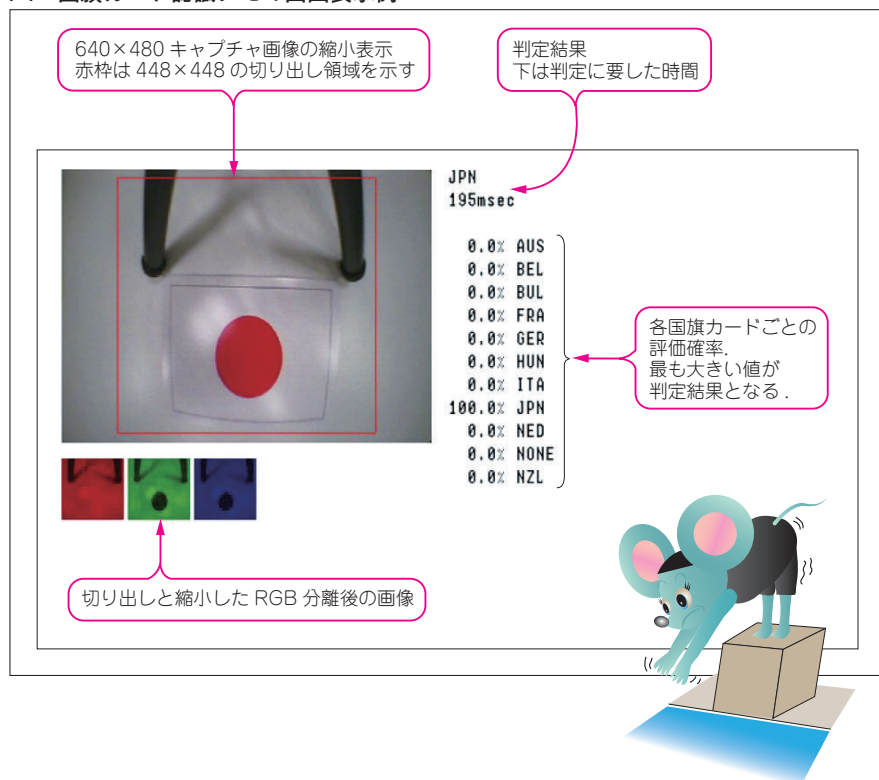 640×480 キャプチャ画像の縮小表示
赤枠は 448×448 の切り出し領域を示す
判定結果
下は判定に要した時間
JPN
195msec
0.0% AUS
0.0% BEL
0.0% BUL
0.0% FRA
0.0% GER
0.0% HUN
0.0% ITA
100.0% JPN
0.0% NED
0.0% NONE
0.0% NZL
各国旗カードごとの
評価確率.
最も大きい値が
判定結果となる.
切り出しと縮小した RGB 分離後の画像